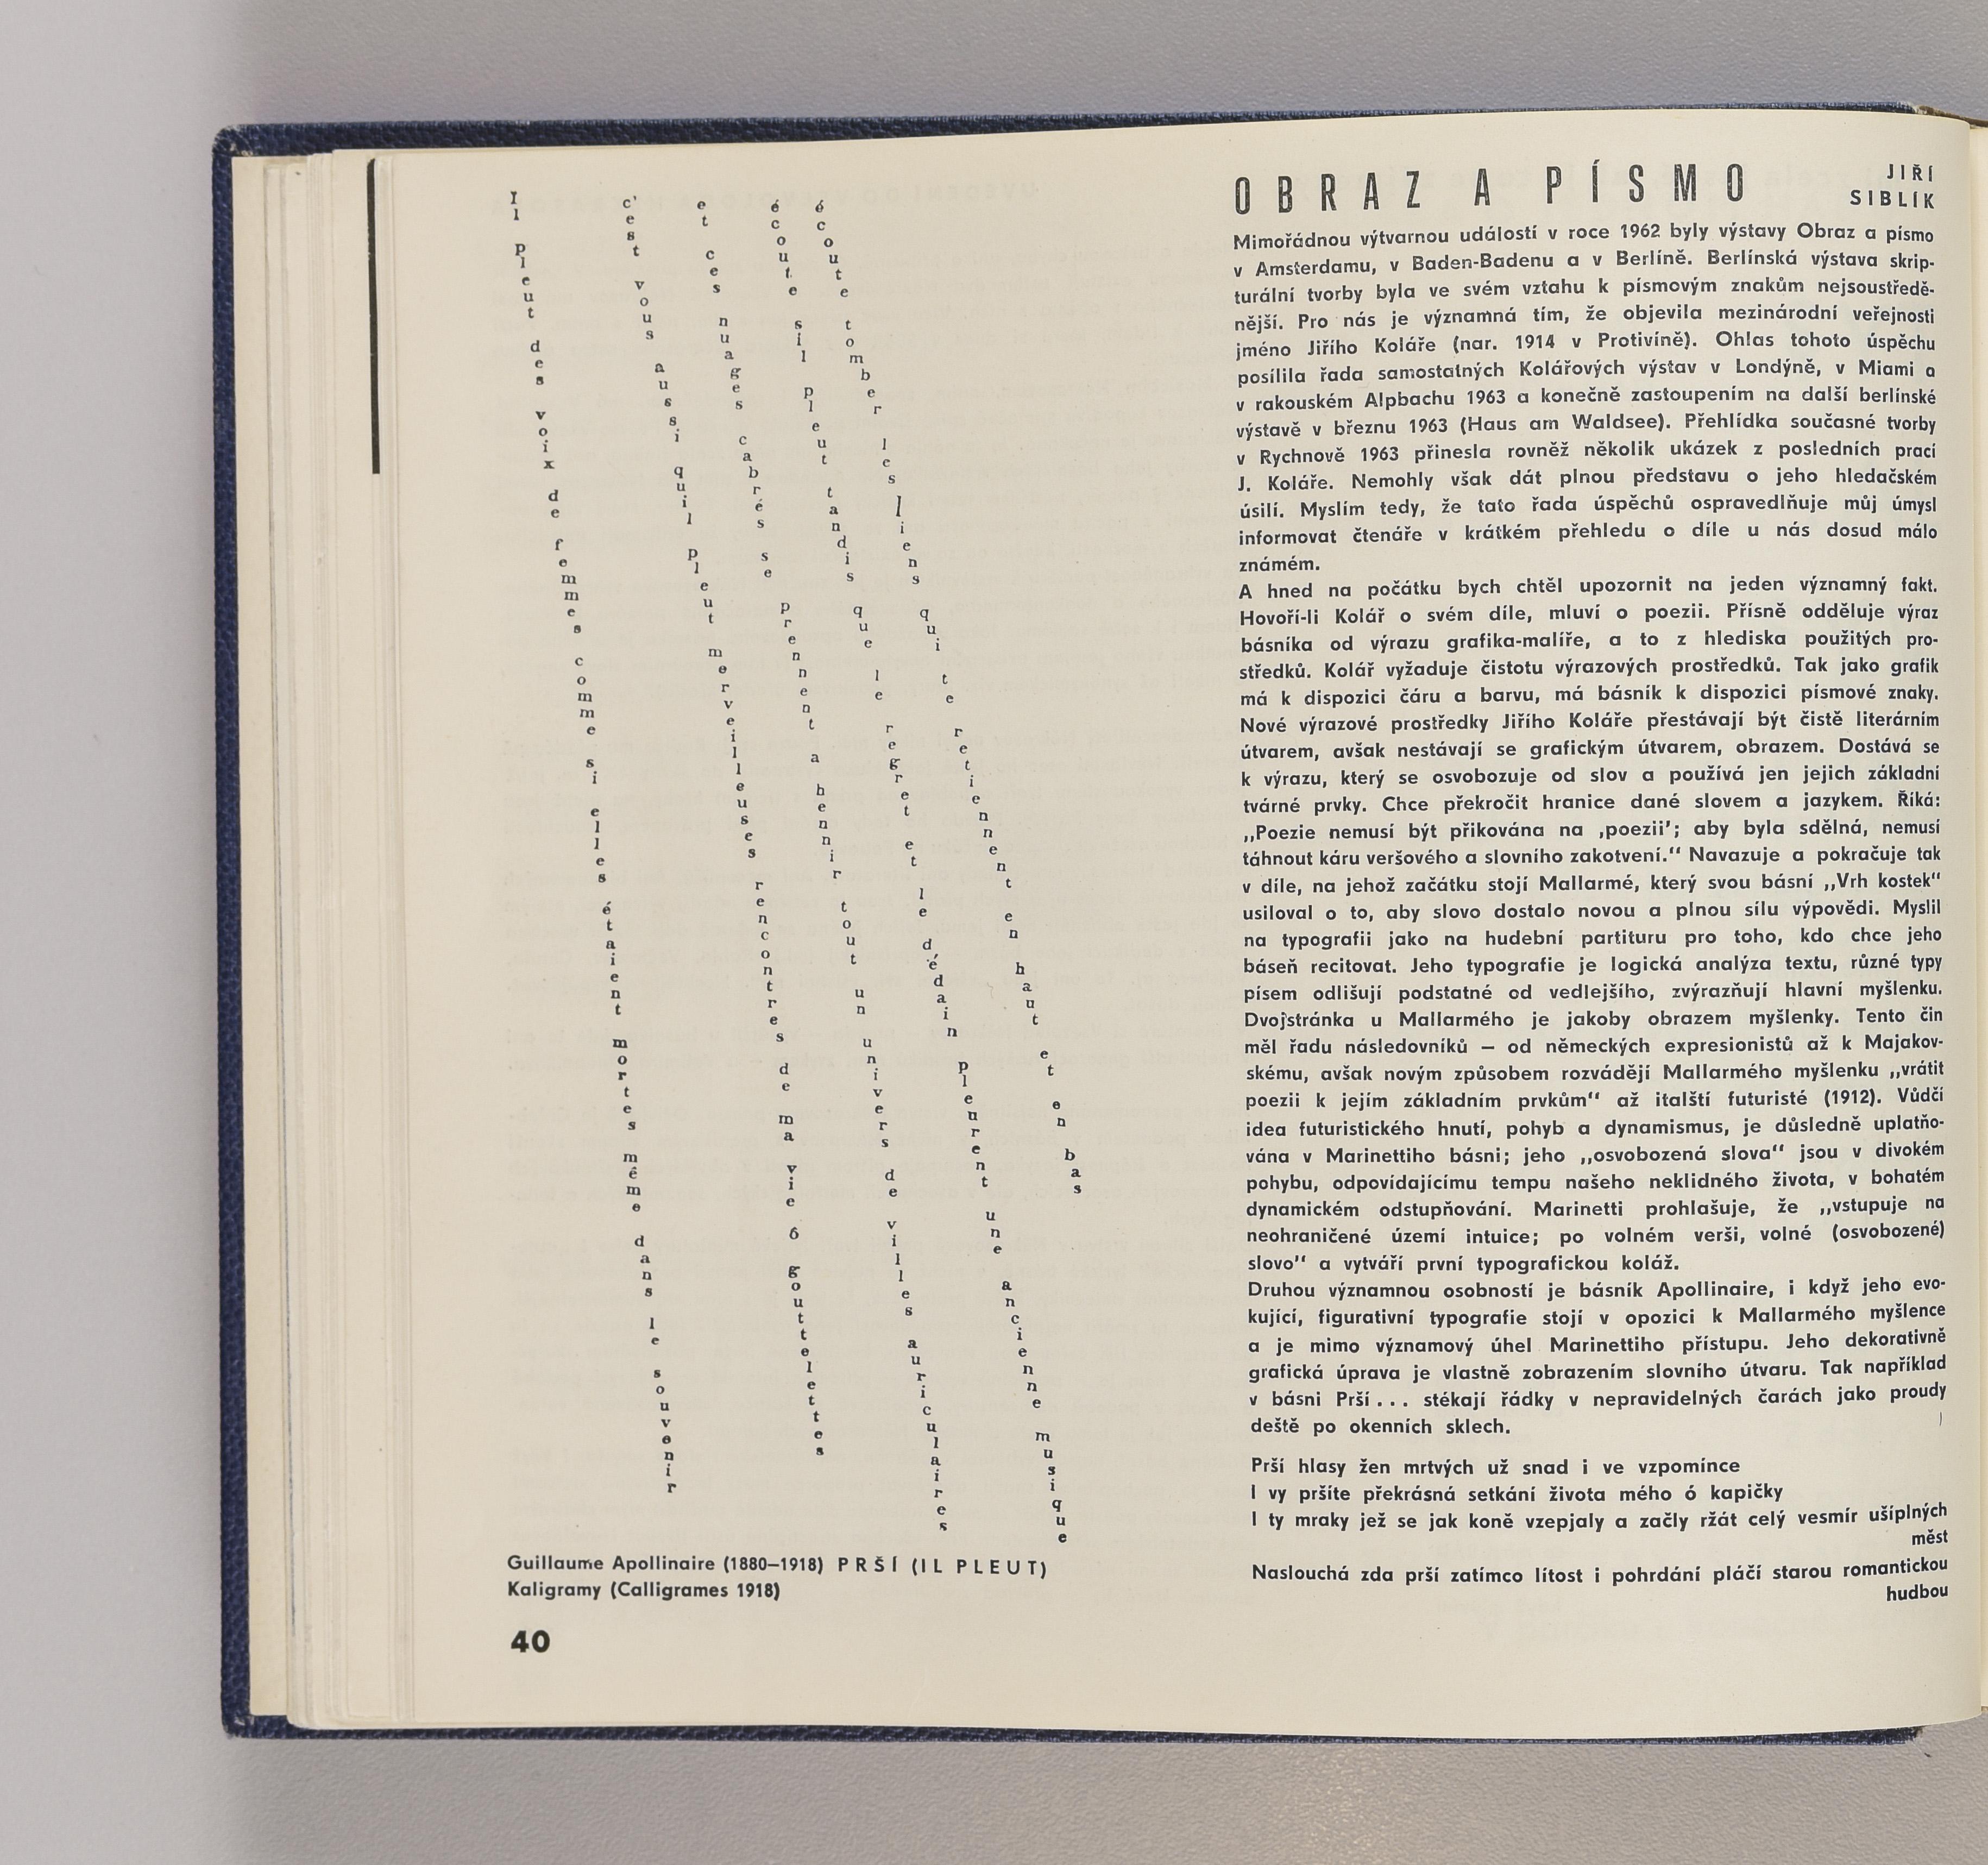 Il pleut des voix de femmes comme si elles étaient mortes même dans le souvenir
c'est vous aussi quil pleut merveilleuses rencontres de ma vie ô gouttelettes
et ces nuages cabrés se prennent a hennir tout un univers de villes auriculaires
écoute sil pleut tandis que le regret et le dédain pleurent une ancienne musique
écoute tomber les liens qui te retiennent en haut et en bas
Guillaume Apollinaire (1880–1918) PRŠÍ (IL PLEUT)
Kaligramy (Calligrames 1918)
40
OBRAZ A PÍSMO
JIŘÍ
SIBLÍK
Mimořádnou výtvarnou událostí v roce 1962 byly výstavy Obraz a písmo
v Amsterdamu, v Baden-Badenu a v Berlíně. Berlínská výstava skrip-
turální tvorby byla ve svém vztahu k písmovým znakům nejsoustředě-
nější. Pro nás je významná tím, že objevila mezinárodní veřejnosti
jméno Jiřího Koláře (nar. 1914 v Protivíně). Ohlas tohoto úspěchu
posílila řada samostatných Kolářových výstav v Londýně, v Miami a
v rakouském Alpbachu 1963 a konečně zastoupením na další berlínské
výstavě v březnu 1963 (Haus am Waldsee). Přehlídka současné tvorby
v Rychnově 1963 přinesla rovněž několik ukázek z posledních prací
J. Koláře. Nemohly však dát plnou představu o jeho hledačském
úsilí. Myslím tedy, že tato řada úspěchů ospravedlňuje můj úmysl
informovat čtenáře v krátkém přehledu o díle u nás dosud málo
známém.
A hned na počátku bych chtěl upozornit na jeden významný fakt.
Hovoří-li Kolář o svém díle, mluví o poezii. Přísně odděluje výraz
básníka od výrazu grafika-malíře, a to z hlediska použitých pro-
středků. Kolář vyžaduje čistotu výrazových prostředků. Tak jako grafik
má k dispozici čáru a barvu, má básník k dispozici písmové znaky.
Nové výrazové prostředky Jiřího Koláře přestávají být čistě literárním
útvarem, avšak nestávají se grafickým útvarem, obrazem. Dostává se
k výrazu, který se osvobozuje od slov a používá jen jejich základní
tvárné prvky. Chce překročit hranice dané slovem a jazykem. Říká:
„Poezie nemusí být přikována na ‚poezii'; aby byla sdělná, nemusí
táhnout káru veršového a slovního zakotvení.“ Navazuje a pokračuje tak
v díle, na jehož začátku stojí Mallarmé, který svou básní „Vrh kostek“
usiloval o to, aby slovo dostalo novou a plnou sílu výpovědi. Myslil
na typografii jako na hudební partituru pro toho, kdo chce jeho
báseň recitovat. Jeho typografie je logická analýza textu, různé typy
písem odlišují podstatné od vedlejšího, zvýrazňují hlavní myšlenku.
Dvojstránka u Mallarmého je jakoby obrazem myšlenky. Tento čin
měl řadu následovníků — od německých expresionistů až k Majakov-
skému, avšak novým způsobem rozvádějí Mallarmého myšlenku „vrátit
poezii k jejím základním prvkům“ až italští futuristé (1912). Vůdčí
idea futuristického hnutí, pohyb a dynamismus, je důsledně uplatňo-
vána v Marinettiho básni; jeho „osvobozená slova“ jsou v divokém
pohybu, odpovídajícímu tempu našeho neklidného života, v bohatém
dynamickém odstupňování. Marinetti prohlašuje, že „vstupuje na
neohraničené území intuice; po volném verši, volné (osvobozené)
slovo“ a vytváří první typografickou koláž.
Druhou významnou osobností je básník Apollinaire, i když jeho evo-
kující, figurativní typografie stojí v opozici k Mallarmého myšlence
a je mimo významový úhel Marinettiho přístupu. Jeho dekorativně
grafická úprava je vlastně zobrazením slovního útvaru. Tak například
v básni Prší... stékají řádky v nepravidelných čarách jako proudy
deště po okenních sklech.
Prší hlasy žen mrtvých už snad i ve vzpomínce
I vy pršíte překrásná setkání života mého ó kapičky
I ty mraky jež se jak koně vzepjaly a začly ržát celý vesmír ušíplných
měst
Naslouchá zda prší zatímco lítost i pohrdání pláčí starou romantickou
hudbou